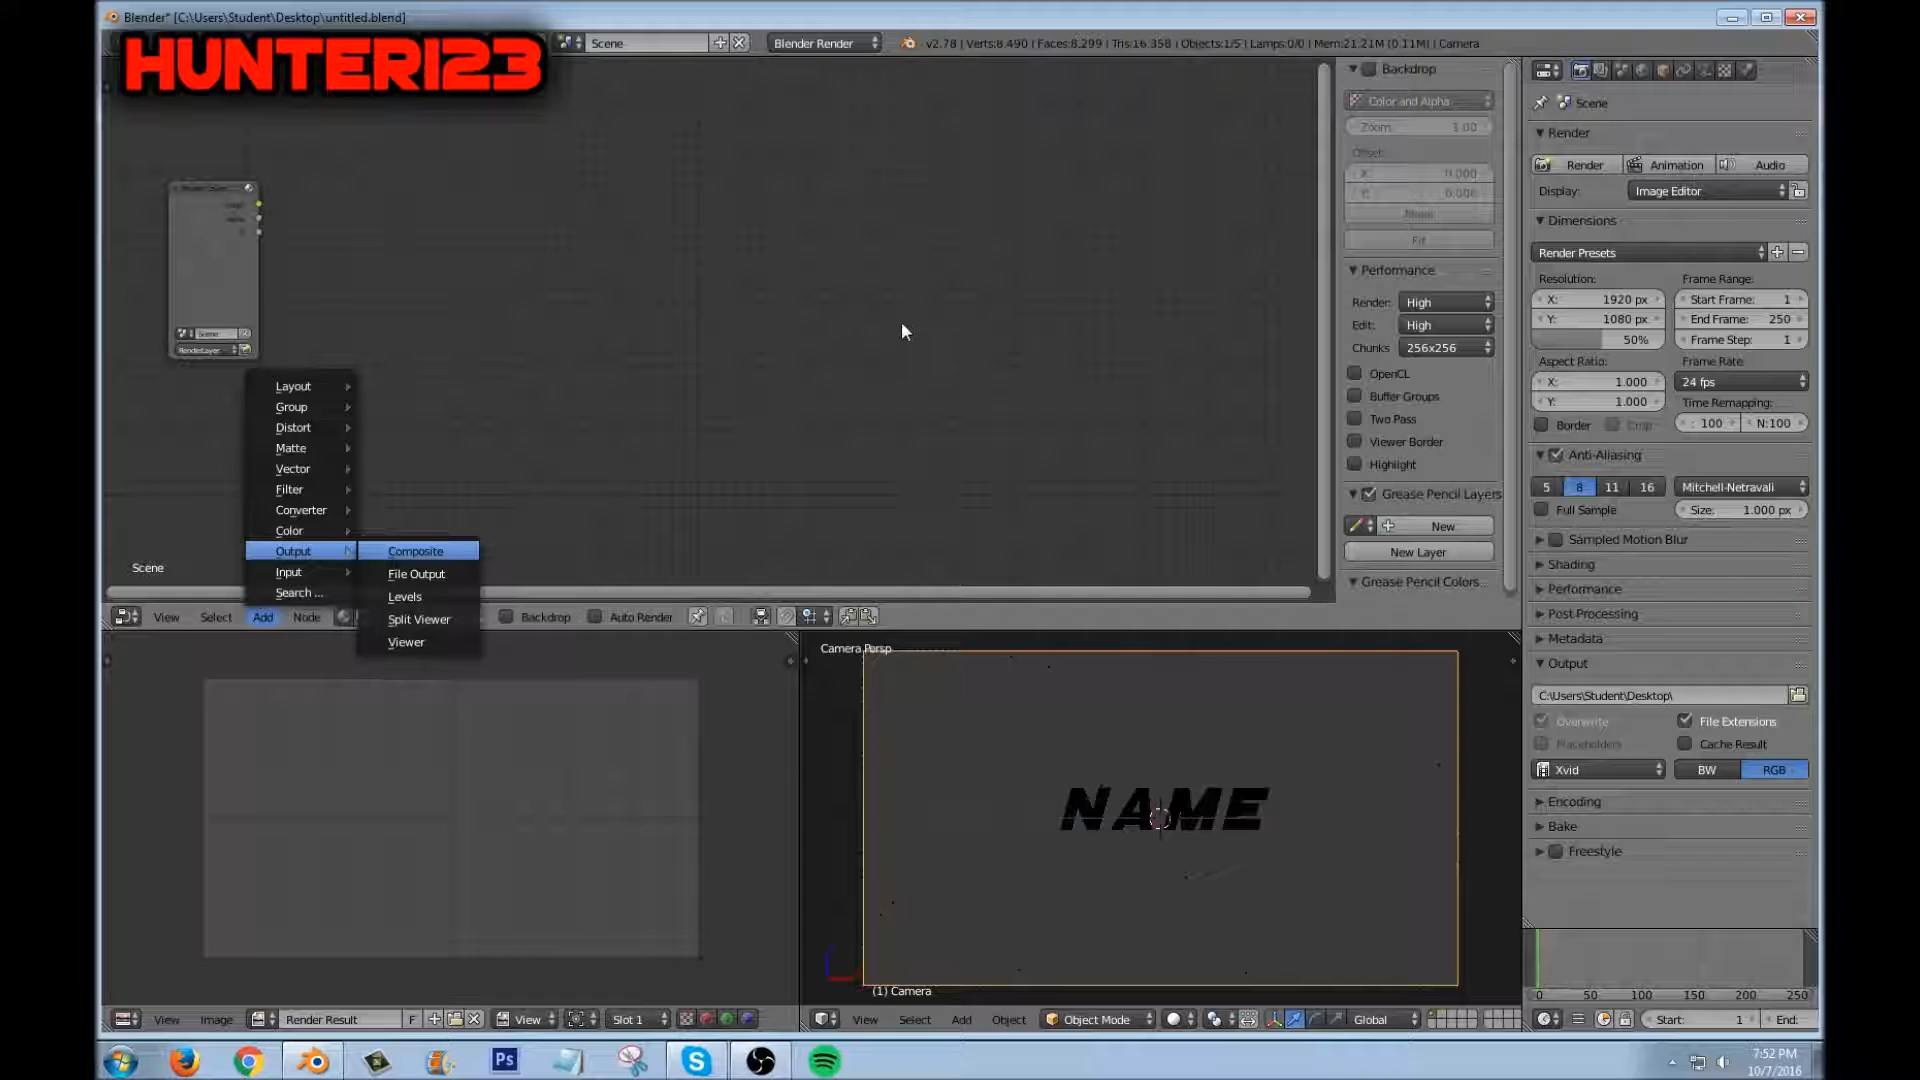 Blender* [C:\Users\Student\Desktop\untitled.blend]
HUNTER123
Scene
Blender Render
v2.78 | Verts:8,490 | Faces:8,299 | Tris:16,358 | Objects:1/5 | Lamps:0/0 | Mem:21.21M (0.11M) | Camera
Backdrop
Color and Alpha
Zoom: 1.00
Offset:
X: 0.000
Y: 0.000
Move
Fit
Performance
Render: High
Edit: High
Chunks 256x256
OpenCL
Buffer Groups
Two Pass
Viewer Border
Highlight
Grease Pencil Layers
New
New Layer
Grease Pencil Colors
Scene
RenderLayer
Layout
Group
Distort
Matte
Vector
Filter
Converter
Color
Output
Input
Search ...
Composite
File Output
Levels
Split Viewer
Viewer
Scene
View Select Add Node Backdrop Auto Render
Camera Persp
NAME
(1) Camera
View Image Render Result F View Slot 1
View Select Add Object Object Mode Global
Scene
Render
Render Animation Audio
Display: Image Editor
Dimensions
Render Presets
Resolution: Frame Range:
X: 1920 px Start Frame: 1
Y: 1080 px End Frame: 250
50% Frame Step: 1
Aspect Ratio: Frame Rate:
X: 1.000 24 fps
Y: 1.000 Time Remapping:
Border Crop : 100 N:100
Anti-Aliasing
5 8 11 16 Mitchell-Netravali
Full Sample Size: 1.000 px
Sampled Motion Blur
Shading
Performance
Post Processing
Metadata
Output
C:\Users\Student\Desktop\
Overwrite File Extensions
Placeholders Cache Result
Xvid BW RGB
Encoding
Bake
Freestyle
0 50 100 150 200 250
Start: 1 End:
Ps
7:52 PM
10/7/2016